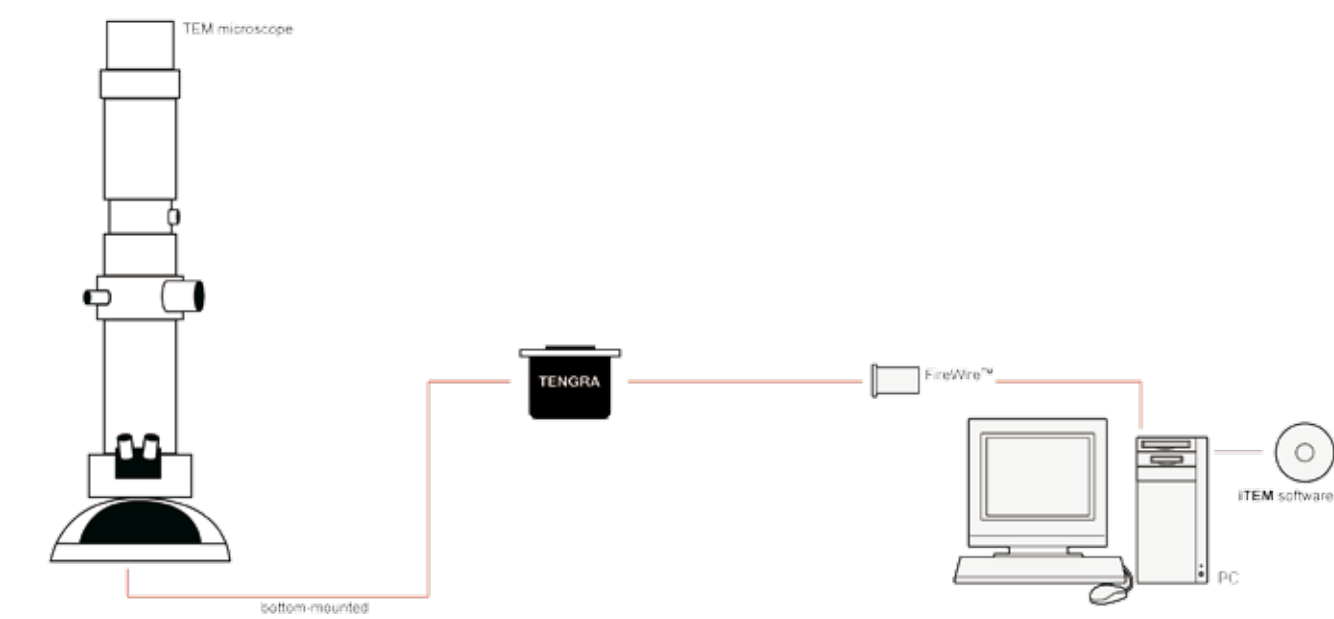 TEM microscope
TENGRA
FireWire™
iTEM software
PC
bottom-mounted